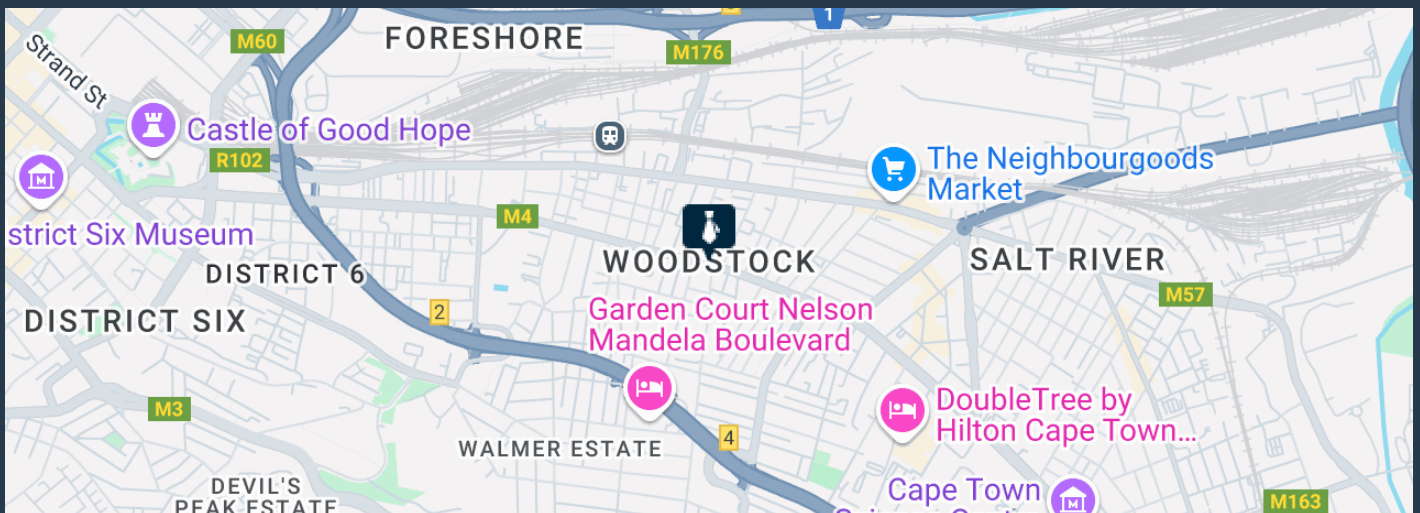 1
M60
FORESHORE
M176
Strand St
Castle of Good Hope
R102
The Neighbourgoods
Market
strict Six Museum
M4
WOODSTOCK
SALT RIVER
DISTRICT 6
M57
2
Garden Court Nelson
Mandela Boulevard
DISTRICT SIX
M3
DoubleTree by
Hilton Cape Town...
4
WALMER ESTATE
DEVIL'S
PEAK ESTATE
Cape Town
M163